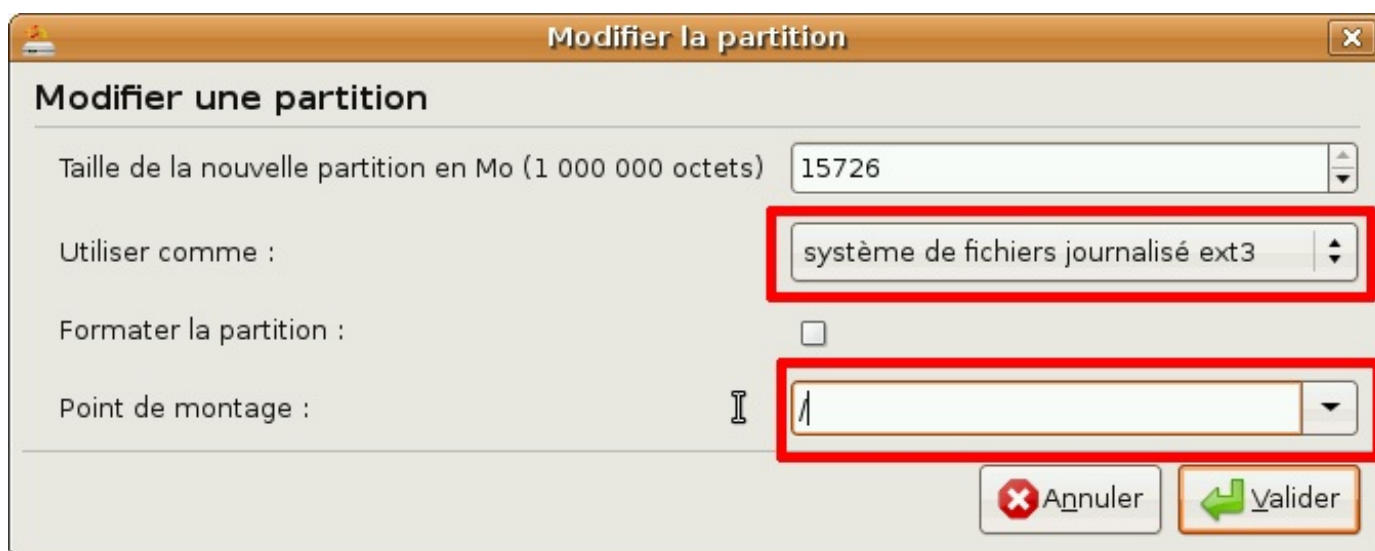 Modifier la partition
Modifier une partition
Taille de la nouvelle partition en Mo (1 000 000 octets) 15726
Utiliser comme : système de fichiers journalisé ext3
Formater la partition :
Point de montage : /
Annuler Valider